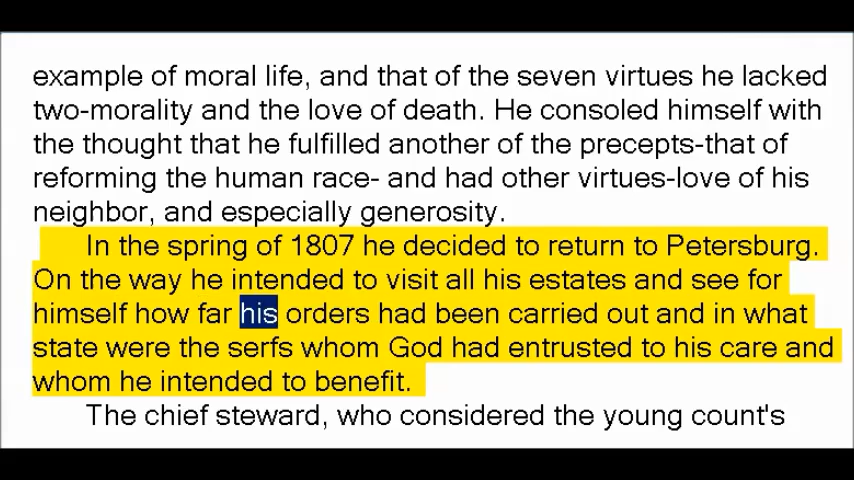 example of moral life, and that of the seven virtues he lacked
two-morality and the love of death. He consoled himself with
the thought that he fulfilled another of the precepts-that of
reforming the human race- and had other virtues-love of his
neighbor, and especially generosity.
In the spring of 1807 he decided to return to Petersburg.
On the way he intended to visit all his estates and see for
himself how far his orders had been carried out and in what
state were the serfs whom God had entrusted to his care and
whom he intended to benefit.
The chief steward, who considered the young count's